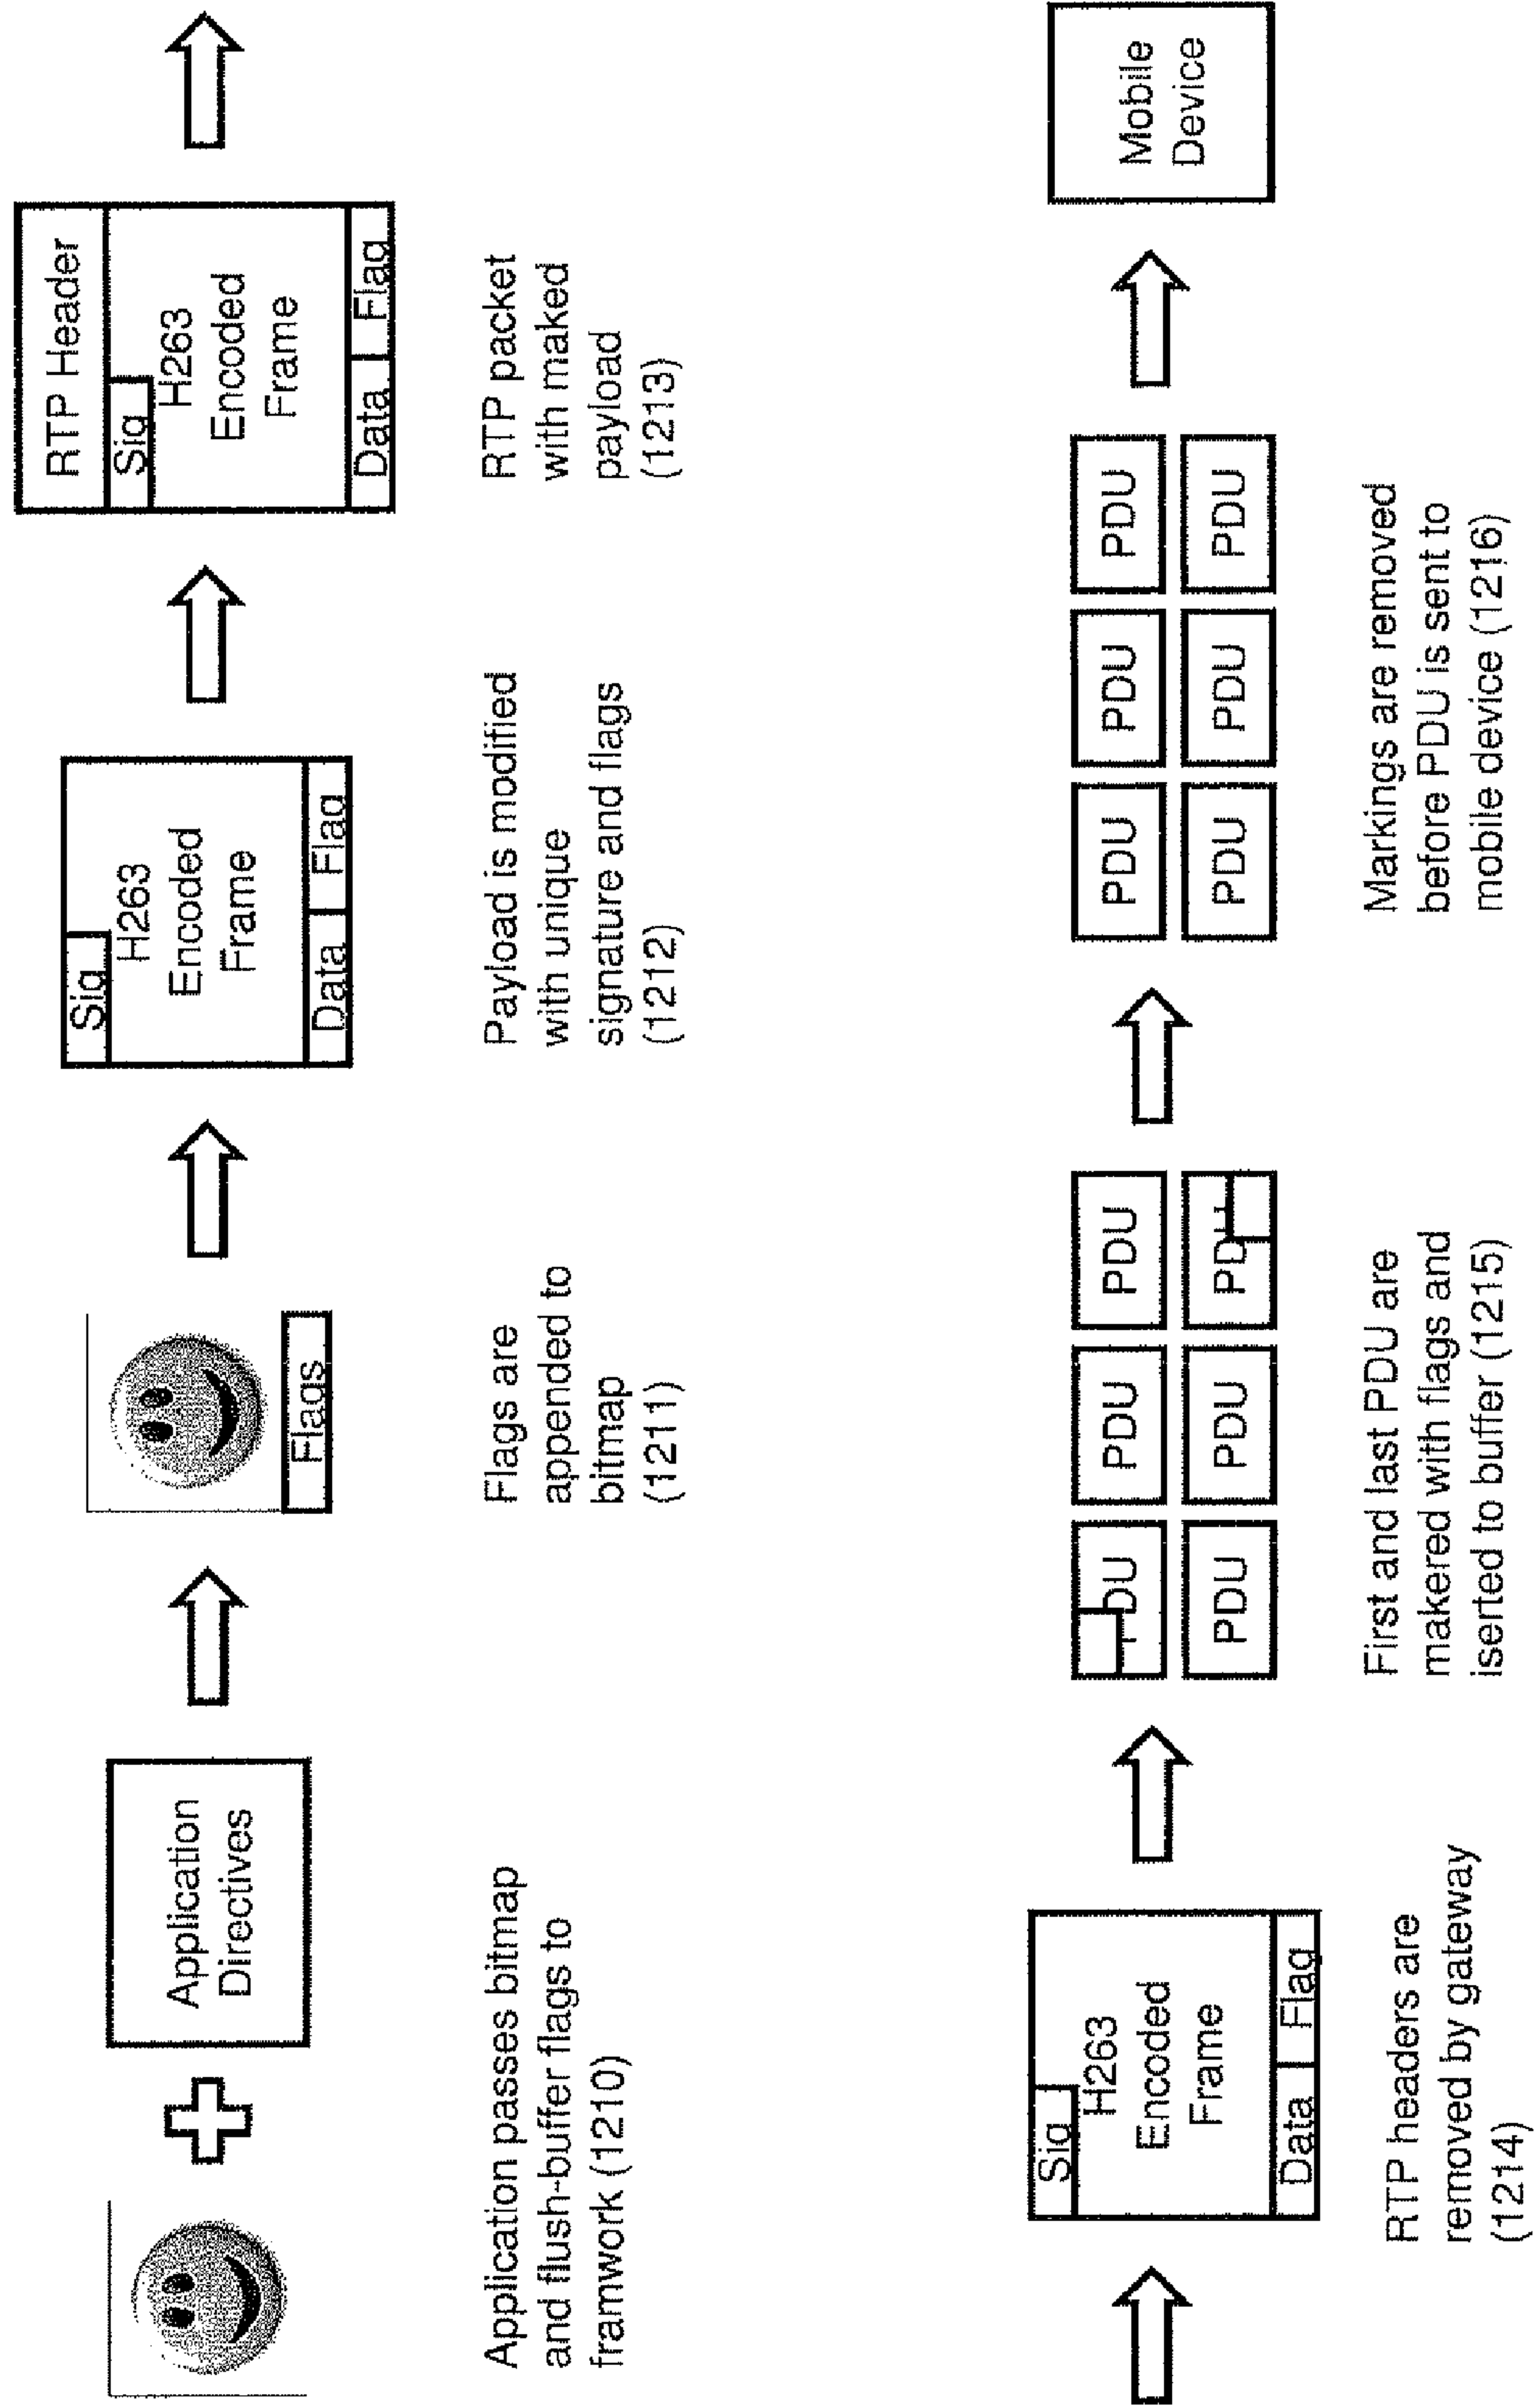 Application
Directives
Application passes bitmap
and flush-buffer flags to
framwork (1210)
Flags
Flags are
appended to
bitmap
(1211)
Sig
H263
Encoded
Frame
Data Flag
Payload is modified
with unique
signature and flags
(1212)
RTP Header
Sig
H263
Encoded
Frame
Data Flag
RTP packet
with maked
payload
(1213)
Sig
H263
Encoded
Frame
Data Flag
RTP headers are
removed by gateway
(1214)
PDU PDU PDU
PDU PDU PDU
First and last PDU are
makered with flags and
iserted to buffer (1215)
PDU PDU PDU
PDU PDU PDU
Markings are removed
before PDU is sent to
mobile device (1216)
Mobile
Device